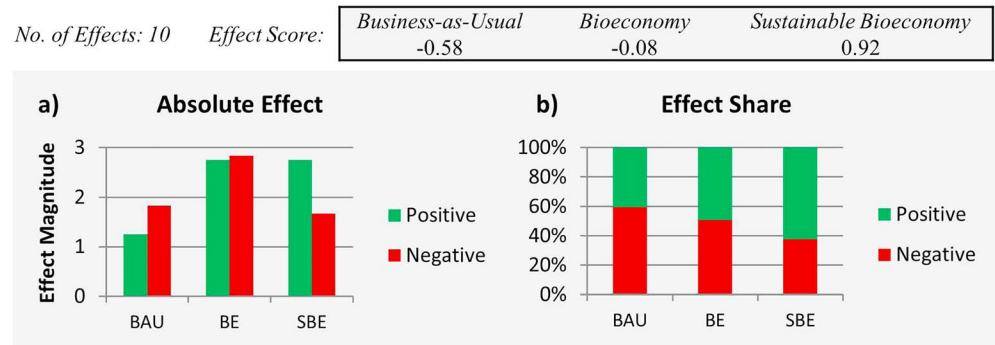 No. of Effects: 10 Effect Score:
Business-as-Usual Bioeconomy Sustainable Bioeconomy
-0.58 -0.08 0.92
a) Absolute Effect
Effect Magnitude
3
2
1
0
BAU BE SBE
Positive
Negative
b) Effect Share
100%
80%
60%
40%
20%
0%
BAU BE SBE
Positive
Negative